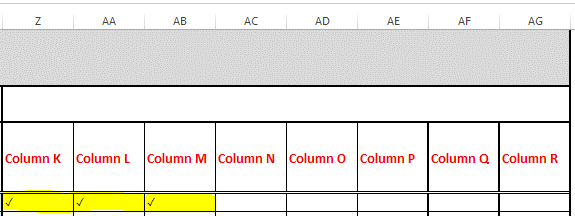 Z AA AB AC AD AE AF AG
Column K Column L Column M Column N Column O Column P Column Q Column R
✓ ✓ ✓